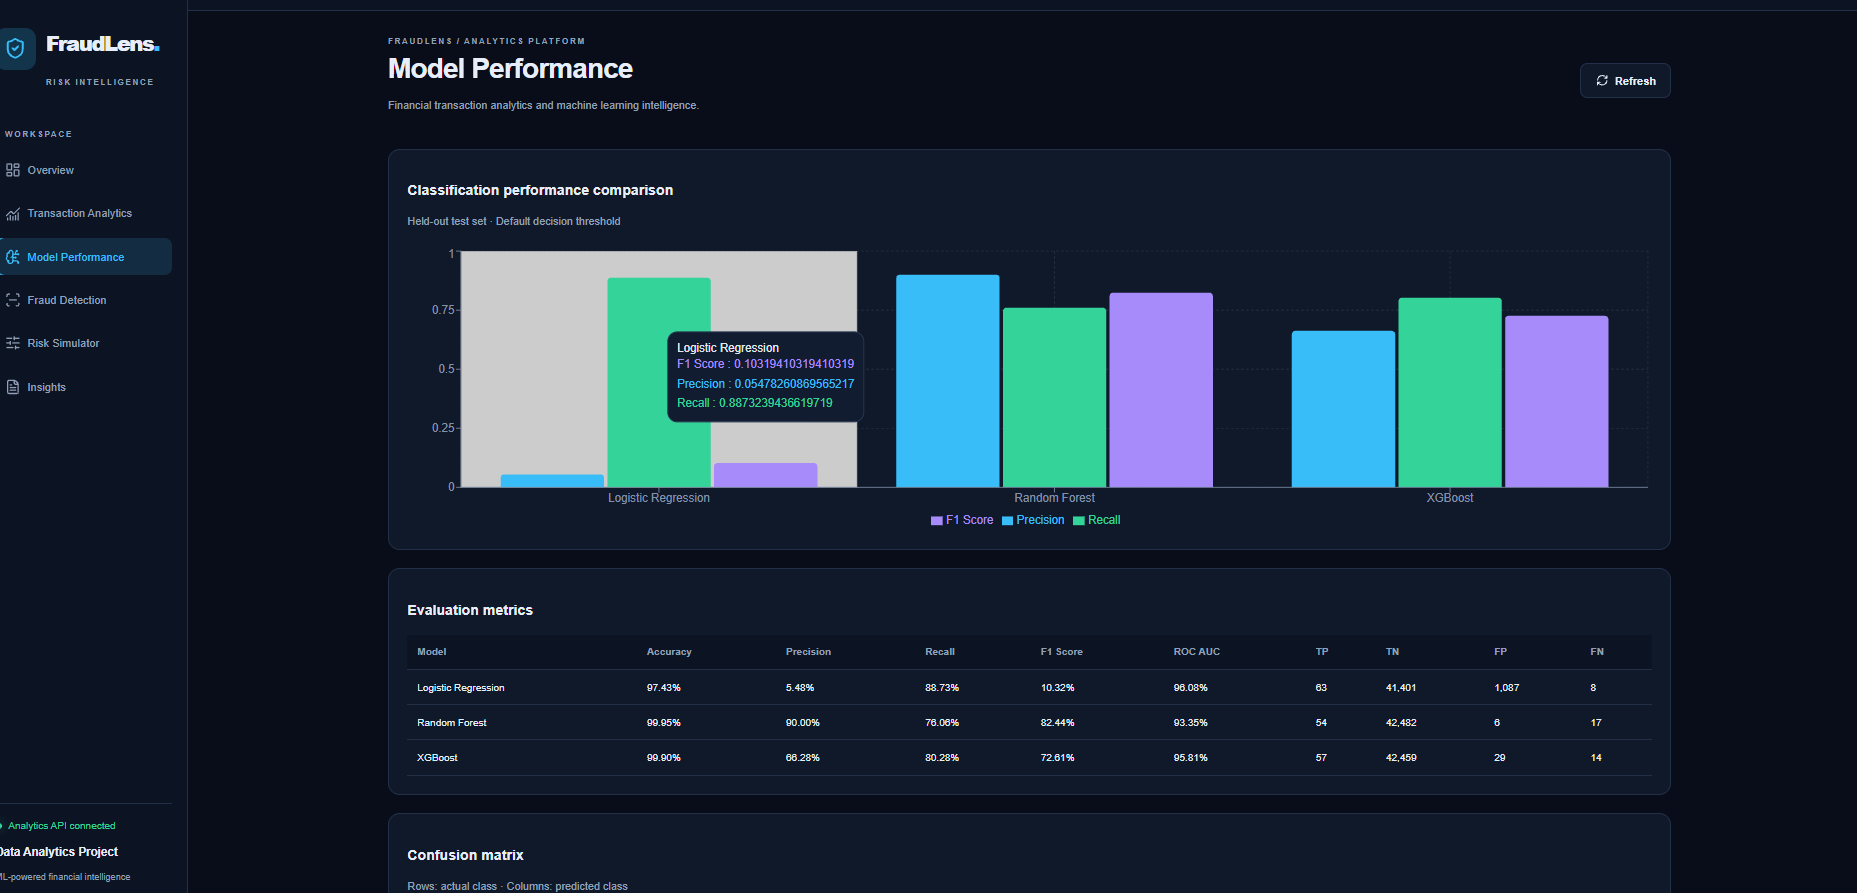 FraudLens.
RISK INTELLIGENCE
WORKSPACE
Overview
Transaction Analytics
Model Performance
Fraud Detection
Risk Simulator
Insights
Analytics API connected
Data Analytics Project
ML-powered financial intelligence
FRAUDLENS / ANALYTICS PLATFORM
Model Performance
Financial transaction analytics and machine learning intelligence.
Refresh
Classification performance comparison
Held-out test set · Default decision threshold
1
0.75
0.5
0.25
0
Logistic Regression
F1 Score : 0.10319410319410319
Precision : 0.05478260869565217
Recall : 0.8873239436619719
Logistic Regression Random Forest XGBoost
F1 Score Precision Recall
Evaluation metrics
Model Accuracy Precision Recall F1 Score ROC AUC TP TN FP FN
Logistic Regression 97.43% 5.48% 88.73% 10.32% 96.08% 63 41,401 1,087 8
Random Forest 99.95% 90.00% 76.06% 82.44% 93.35% 54 42,482 6 17
XGBoost 99.90% 66.28% 80.28% 72.61% 95.81% 57 42,459 29 14
Confusion matrix
Rows: actual class · Columns: predicted class